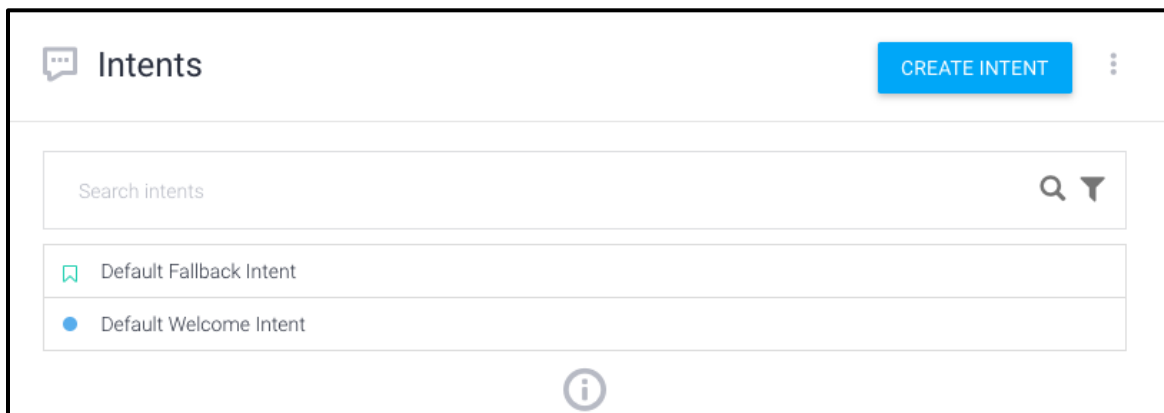 Intents
CREATE INTENT
Search intents
Default Fallback Intent
Default Welcome Intent